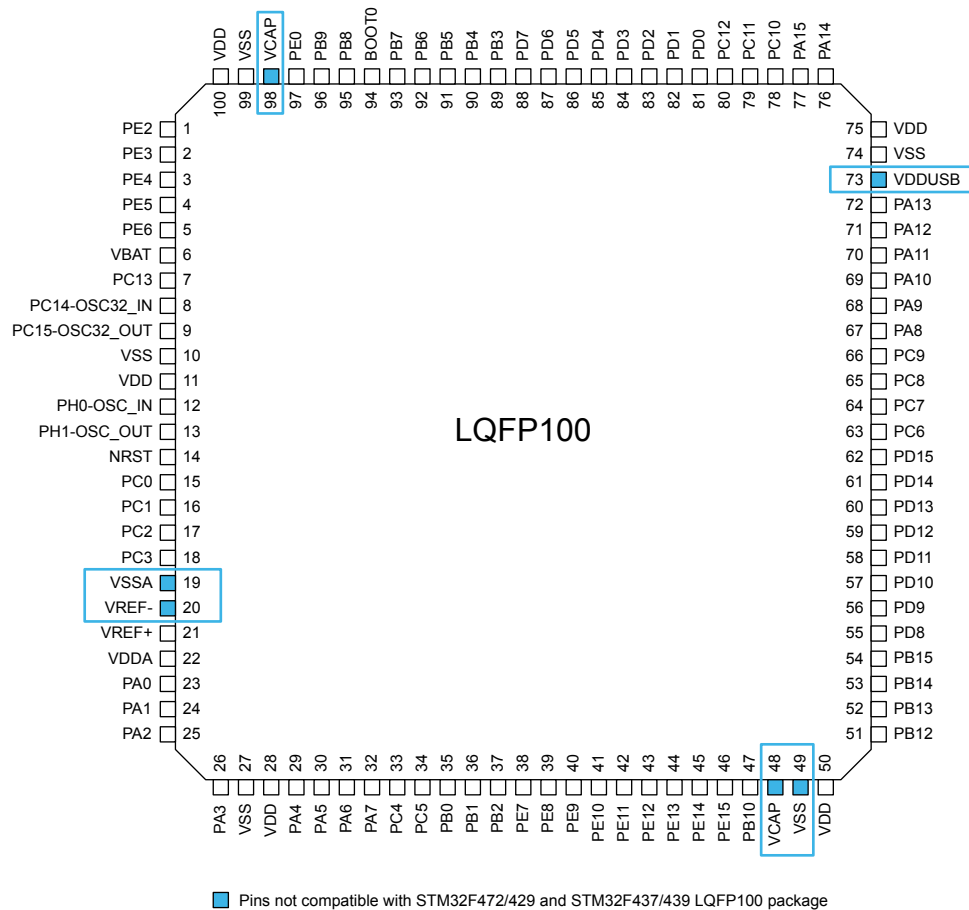 VDD
VSS
VCAP
PE0
PB9
PB8
BOOT0
PB7
PB6
PB5
PB4
PB3
PD7
PD6
PD5
PD4
PD3
PD2
PD1
PD0
PC12
PC11
PC10
PA15
PA14
100
99
98
97
96
95
94
93
92
91
90
89
88
87
86
85
84
83
82
81
80
79
78
77
76
PE2 1
PE3 2
PE4 3
PE5 4
PE6 5
VBAT 6
PC13 7
PC14-OSC32_IN 8
PC15-OSC32_OUT 9
VSS 10
VDD 11
PH0-OSC_IN 12
PH1-OSC_OUT 13
NRST 14
PC0 15
PC1 16
PC2 17
PC3 18
VSSA 19
VREF- 20
VREF+ 21
VDDA 22
PA0 23
PA1 24
PA2 25
LQFP100
75 VDD
74 VSS
73 VDDUSB
72 PA13
71 PA12
70 PA11
69 PA10
68 PA9
67 PA8
66 PC9
65 PC8
64 PC7
63 PC6
62 PD15
61 PD14
60 PD13
59 PD12
58 PD11
57 PD10
56 PD9
55 PD8
54 PB15
53 PB14
52 PB13
51 PB12
26
27
28
29
30
31
32
33
34
35
36
37
38
39
40
41
42
43
44
45
46
47
48
49
50
PA3
VSS
VDD
PA4
PA5
PA6
PA7
PC4
PC5
PB0
PB1
PB2
PE7
PE8
PE9
PE10
PE11
PE12
PE13
PE14
PE15
PB10
VCAP
VSS
VDD
Pins not compatible with STM32F472/429 and STM32F437/439 LQFP100 package